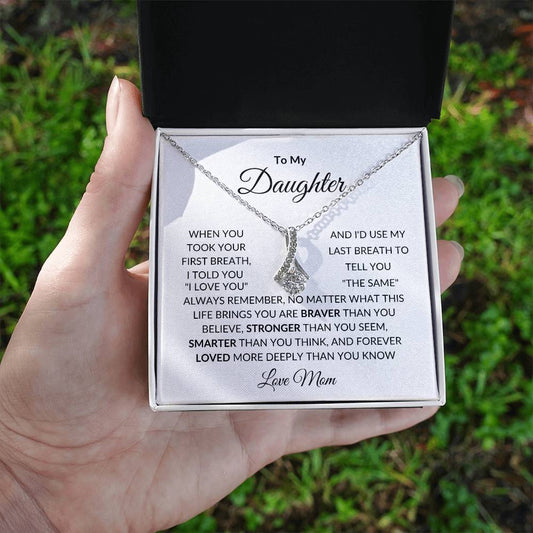 To My
Daughter
WHEN YOU
TOOK YOUR
FIRST BREATH,
I TOLD YOU
"I LOVE YOU"
AND I'D USE MY
LAST BREATH TO
TELL YOU
"THE SAME"
ALWAYS REMEMBER, NO MATTER WHAT THIS
LIFE BRINGS YOU ARE BRAVER THAN YOU
BELIEVE, STRONGER THAN YOU SEEM,
SMARTER THAN YOU THINK, AND FOREVER
LOVED MORE DEEPLY THAN YOU KNOW
Love Mom